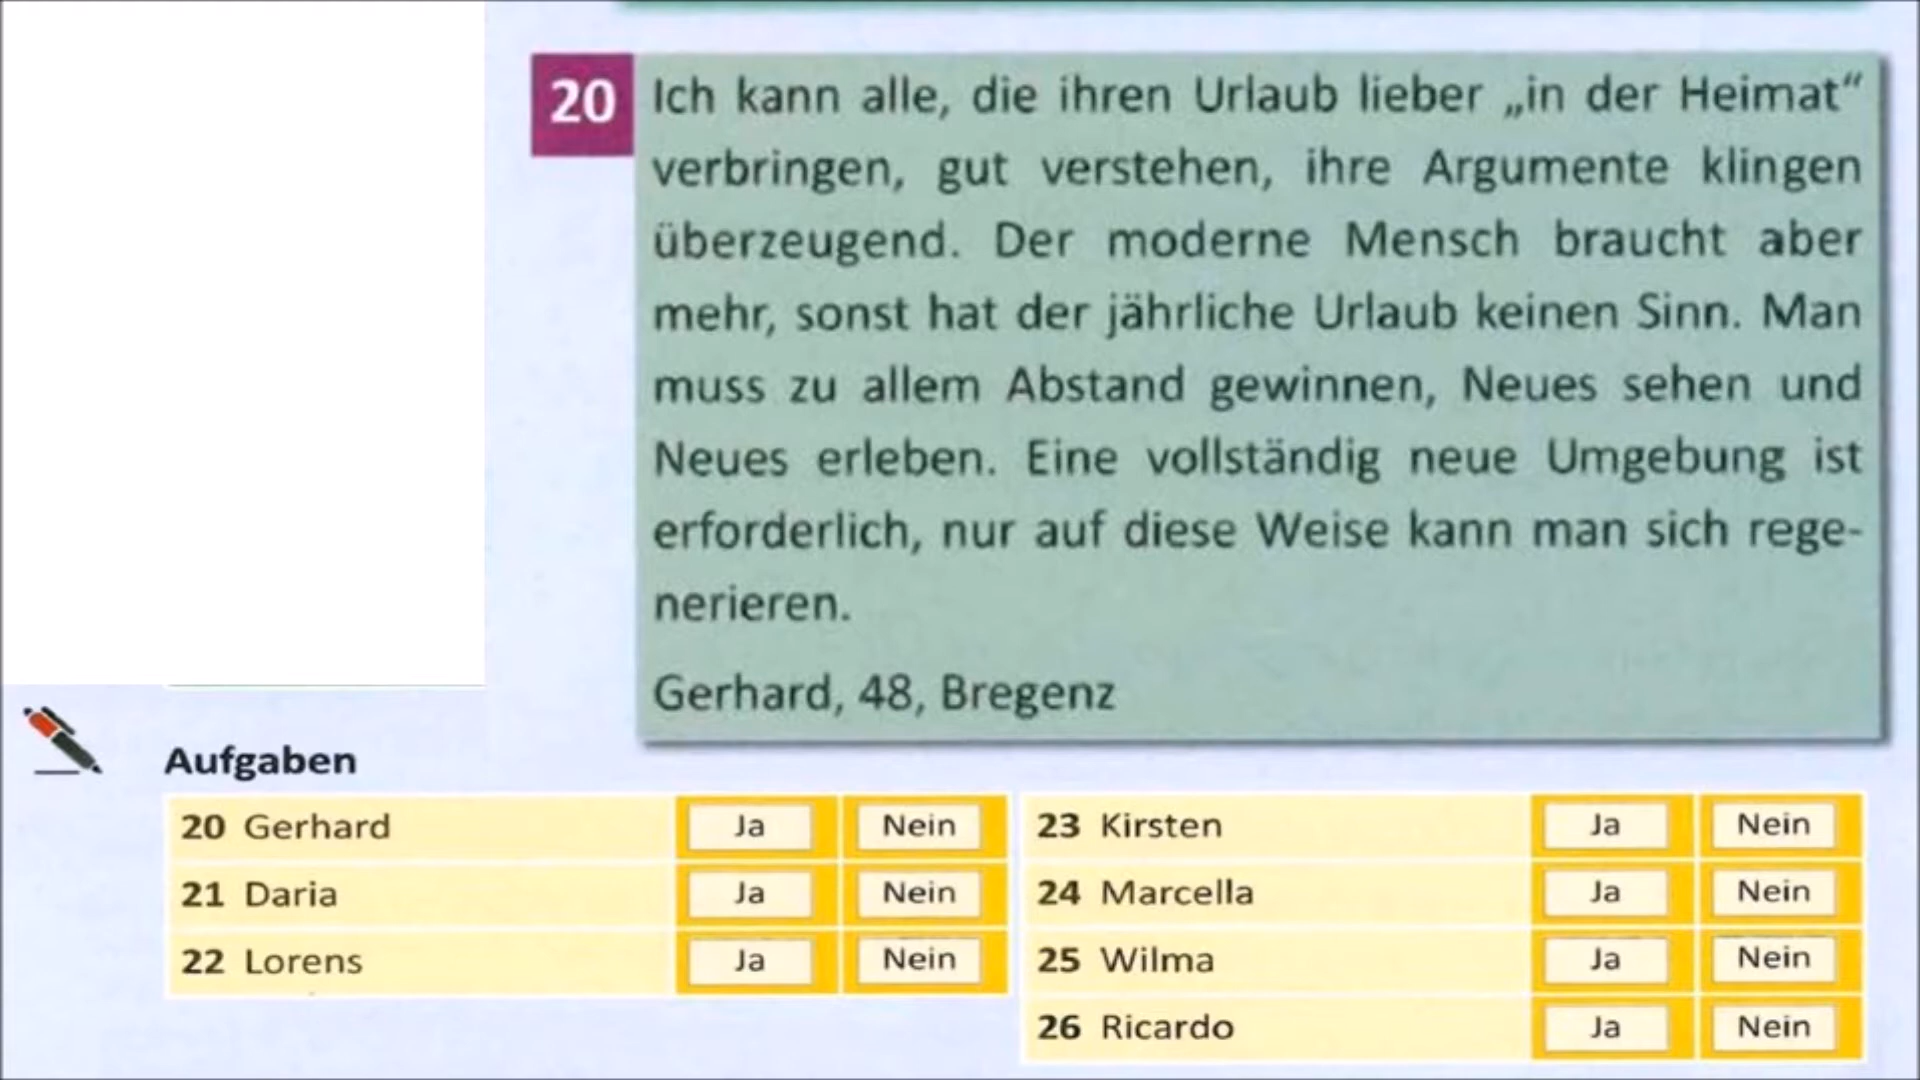 20
Ich kann alle, die ihren Urlaub lieber „in der Heimat“
verbringen, gut verstehen, ihre Argumente klingen
überzeugend. Der moderne Mensch braucht aber
mehr, sonst hat der jährliche Urlaub keinen Sinn. Man
muss zu allem Abstand gewinnen, Neues sehen und
Neues erleben. Eine vollständig neue Umgebung ist
erforderlich, nur auf diese Weise kann man sich rege-
nerieren.
Gerhard, 48, Bregenz
Aufgaben
20 Gerhard Ja Nein
21 Daria Ja Nein
22 Lorens Ja Nein
23 Kirsten Ja Nein
24 Marcella Ja Nein
25 Wilma Ja Nein
26 Ricardo Ja Nein